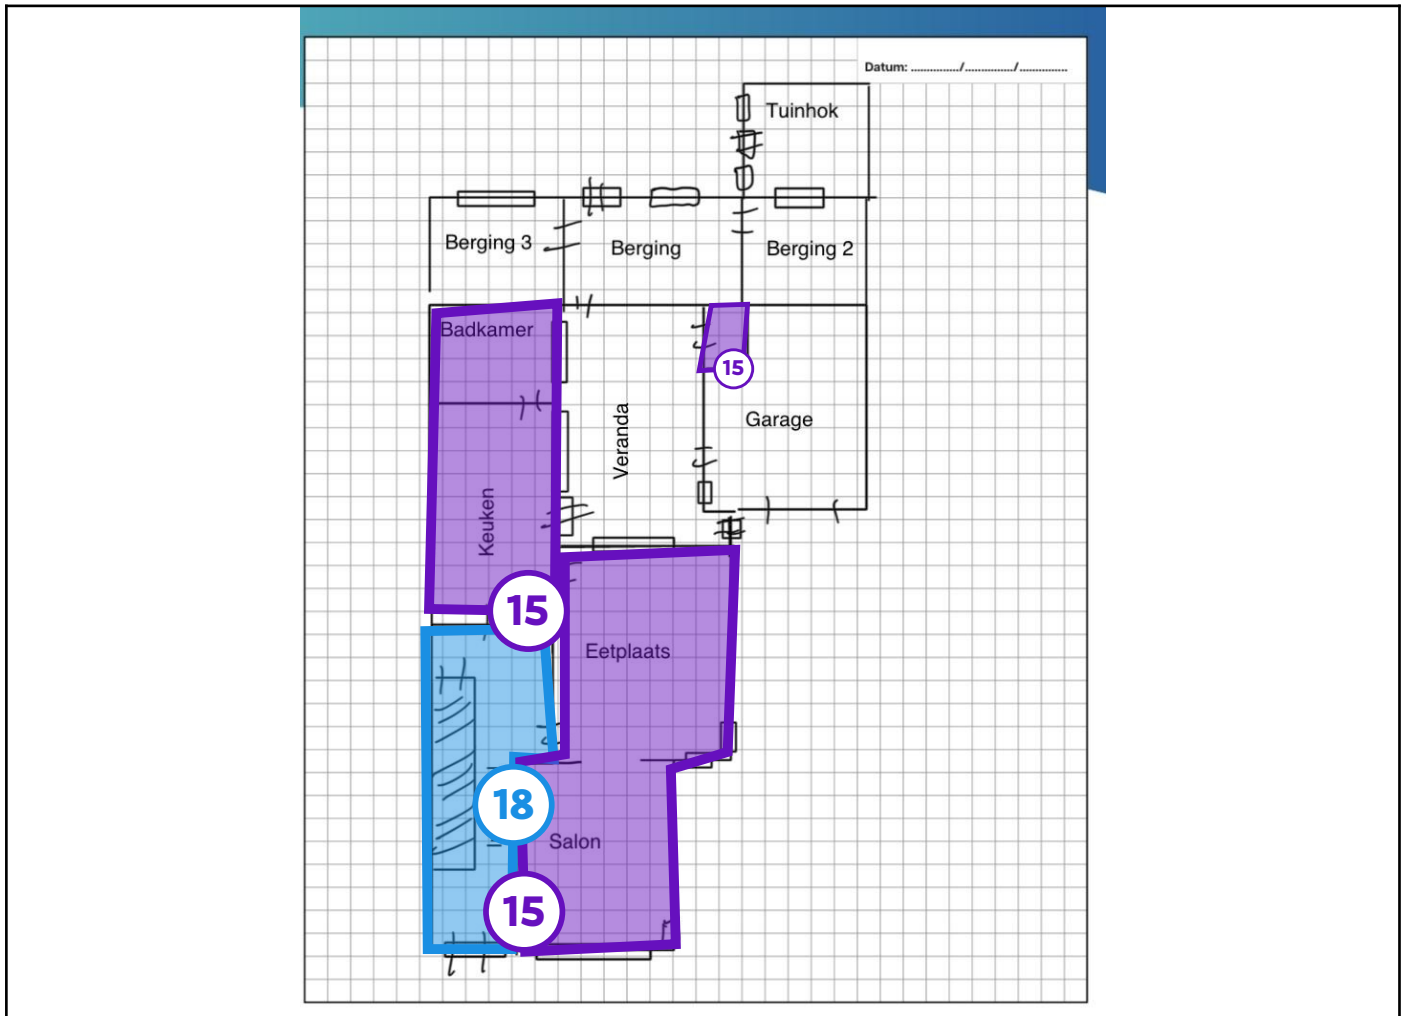 Datum: ............../............../..............
Tuinhok
Berging 3
Berging
Berging 2
Badkamer
15
Garage
Veranda
Keuken
15
Eetplaats
18
Salon
15